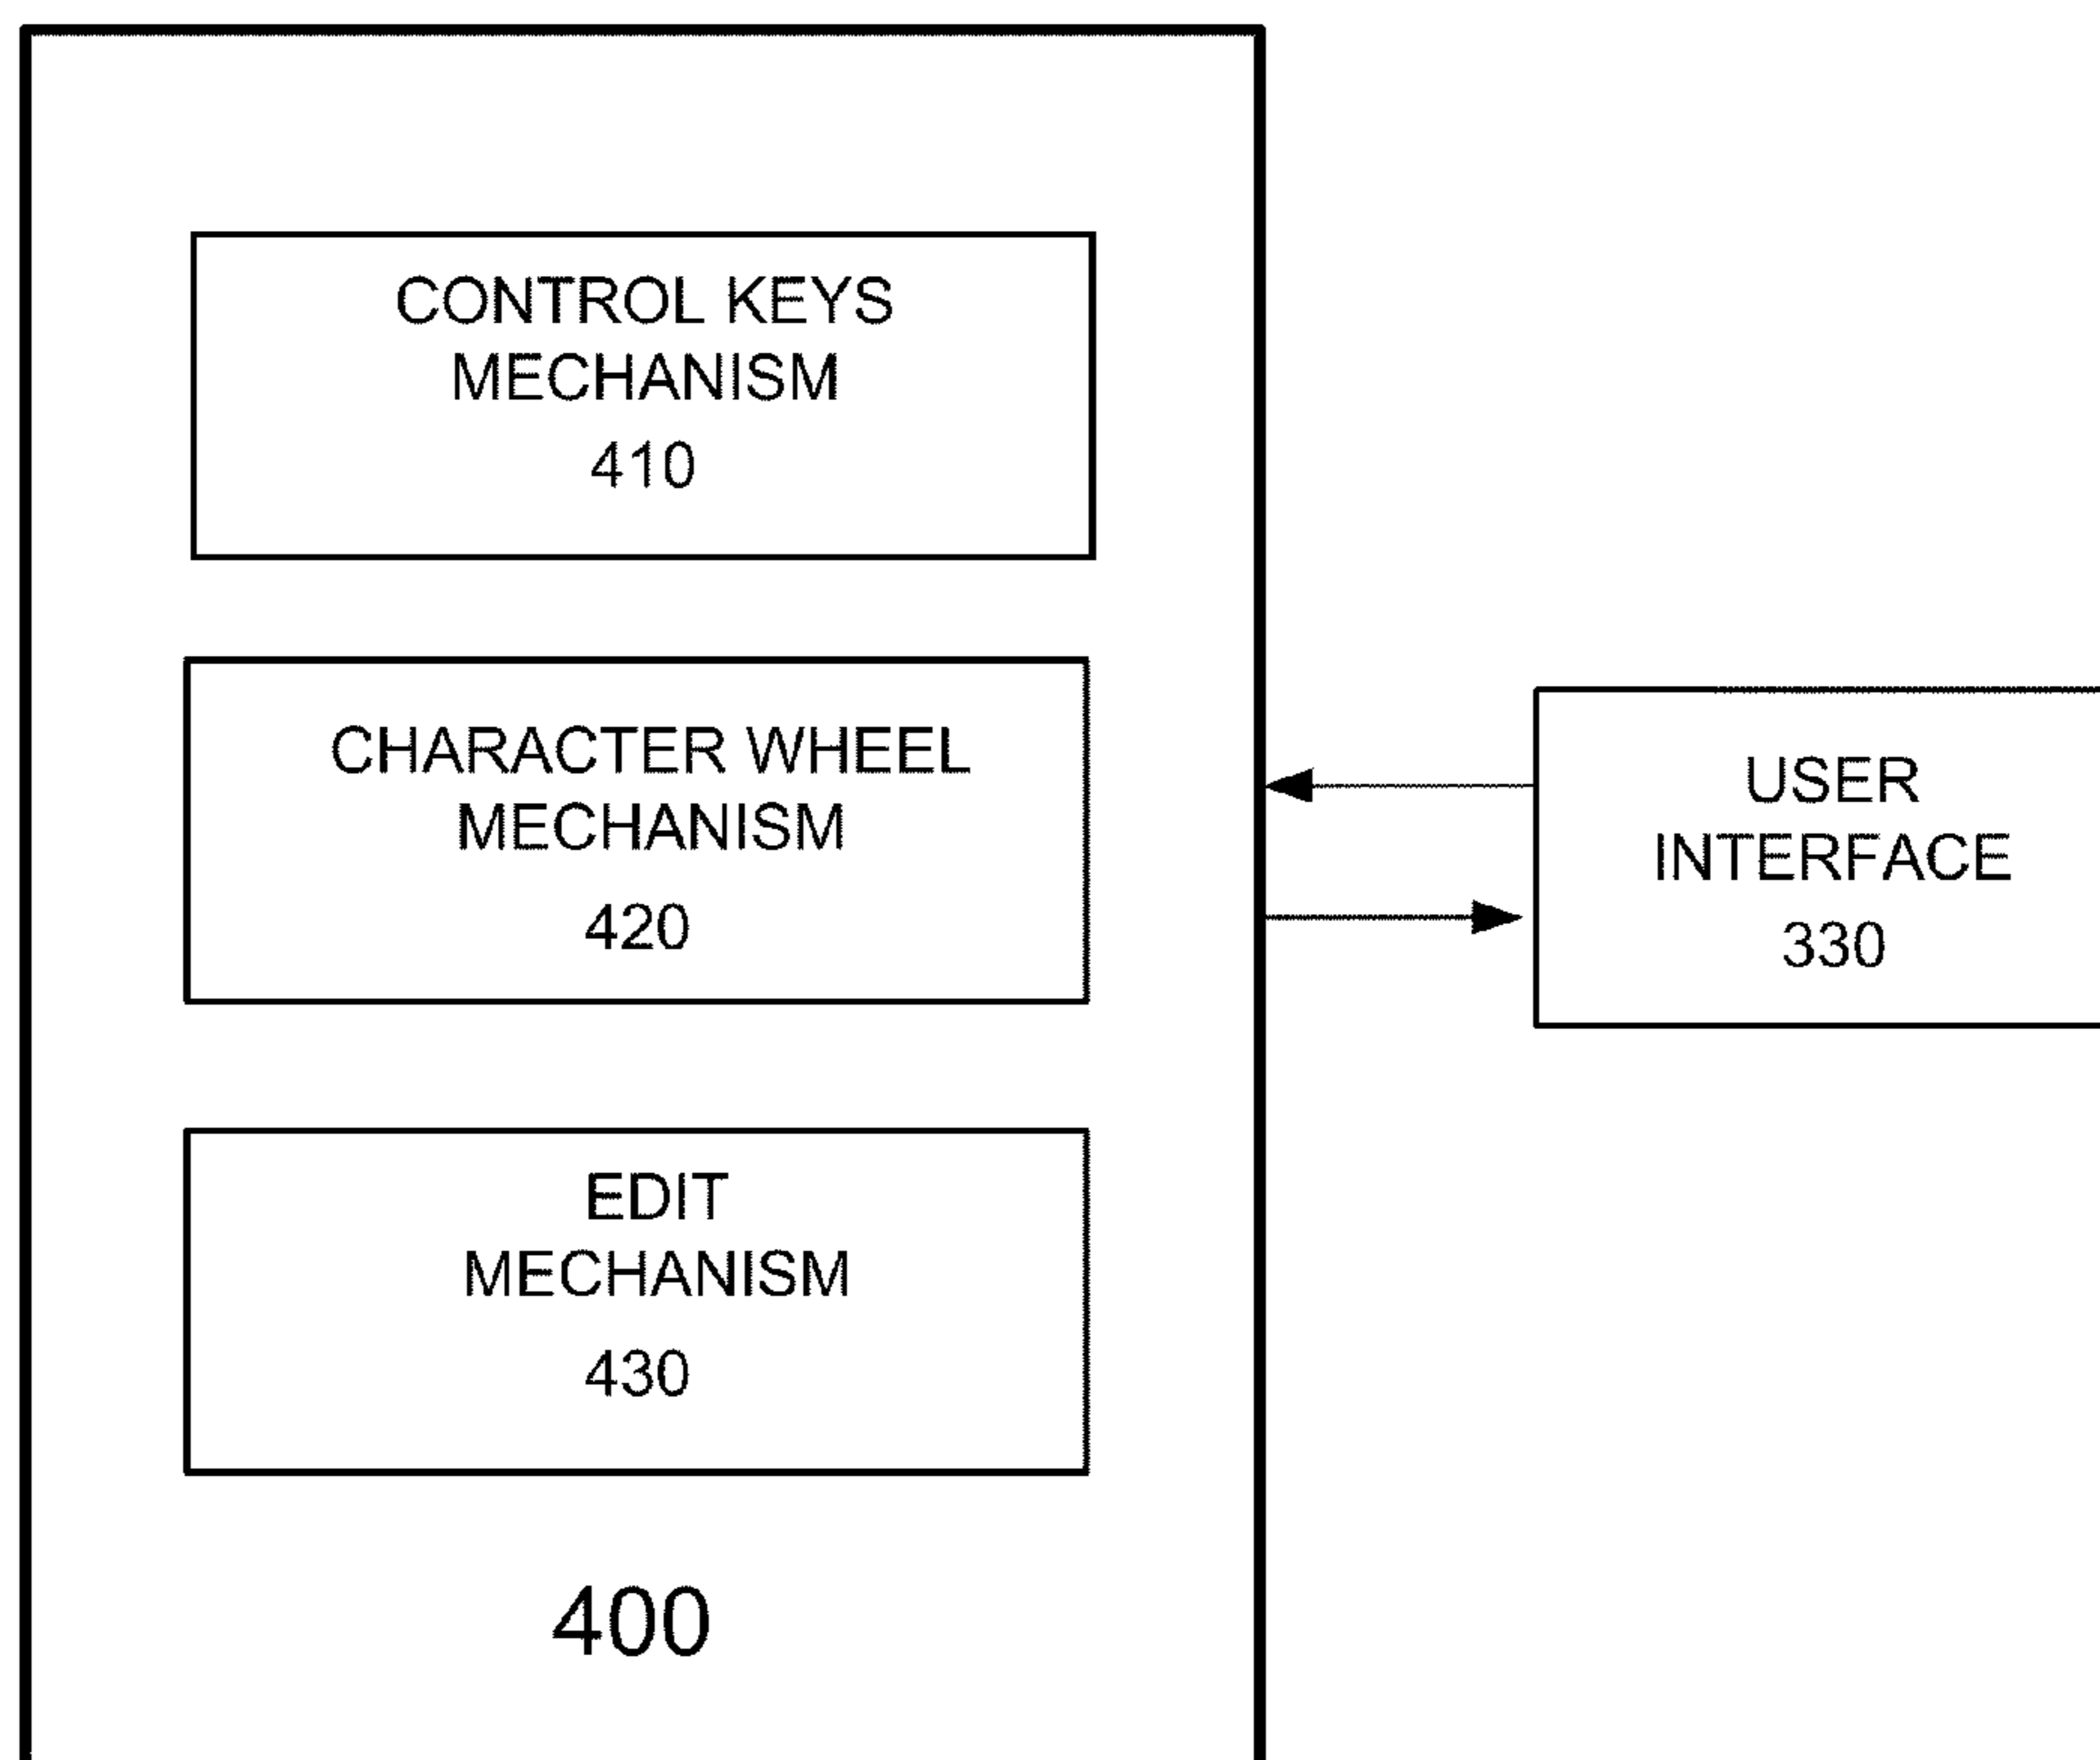 CONTROL KEYS
MECHANISM
410
CHARACTER WHEEL
MECHANISM
420
EDIT
MECHANISM
430
400
USER
INTERFACE
330